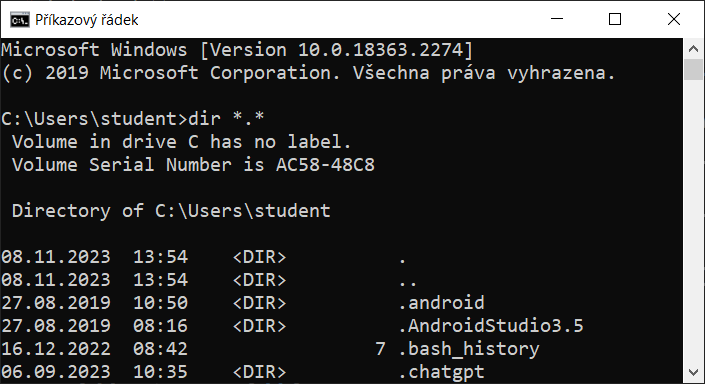 Příkazový řádek
Microsoft Windows [Version 10.0.18363.2274]
(c) 2019 Microsoft Corporation. Všechna práva vyhrazena.
C:\Users\student>dir *.*
Volume in drive C has no label.
Volume Serial Number is AC58-48C8
Directory of C:\Users\student
08.11.2023  13:54    <DIR>          .
08.11.2023  13:54    <DIR>          ..
27.08.2019  10:50    <DIR>          .android
27.08.2019  08:16    <DIR>          .AndroidStudio3.5
16.12.2022  08:42                 7 .bash_history
06.09.2023  10:35    <DIR>          .chatgpt